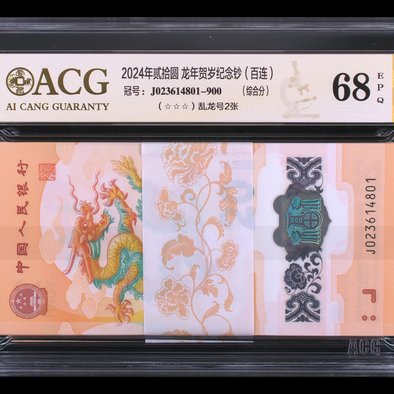 ACG
AI CANG GUARANTY
2024年贰拾圆 龙年贺岁纪念钞（百连）
冠号：J023614801-900 （综合分）
（☆☆☆）乱龙号2张
68
EPQ
中国人民银行
J023614801
ACG